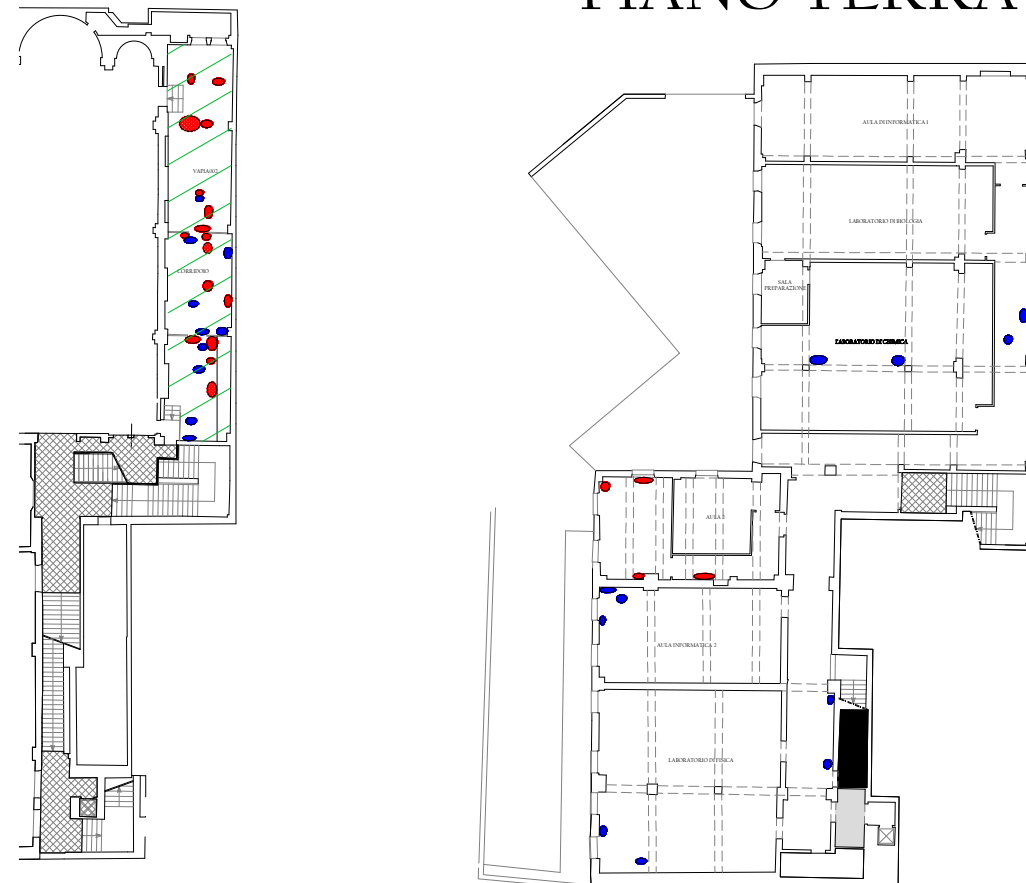 PIANO TERRA
AULA DI INFORMATICA 1
LABORATORIO DI BIOLOGIA
SALA
PREPARAZIONE
LABORATORIO DI CHIMICA
CORRIDOIO
AULA 2
AULA INFORMATICA 2
LABORATORIO DI FISICA